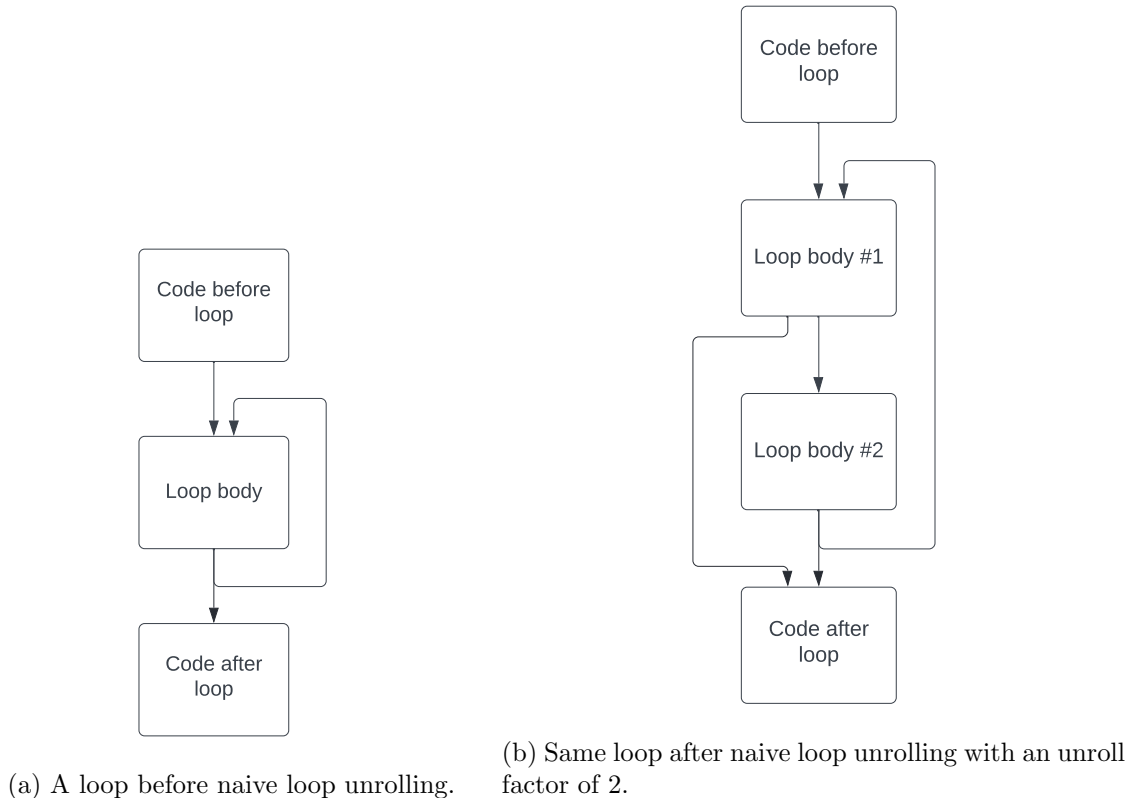 Code before
loop
Loop body
Code after
loop
(a) A loop before naive loop unrolling.
Code before
loop
Loop body #1
Loop body #2
Code after
loop
(b) Same loop after naive loop unrolling with an unroll
factor of 2.